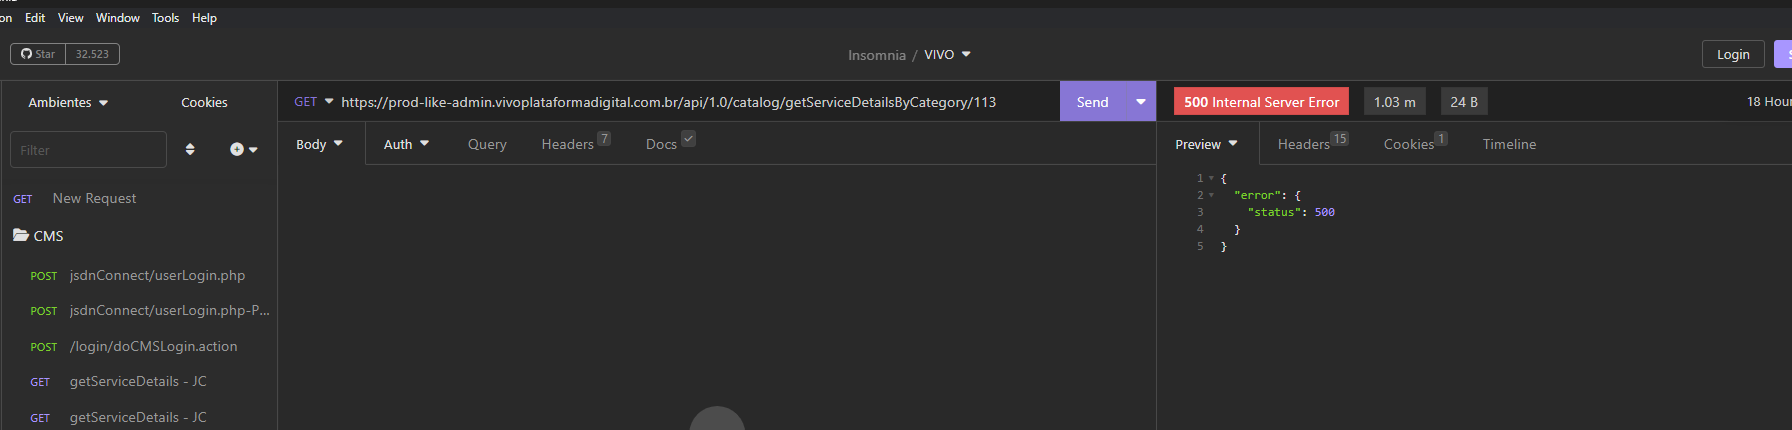 on Edit View Window Tools Help
Star 32.523
Insomnia / VIVO
Login
Ambientes Cookies
GET https://prod-like-admin.vivoplataformadigital.com.br/api/1.0/catalog/getServiceDetailsByCategory/113 Send
500 Internal Server Error 1.03 m 24 B 18 Hour
Filter
Body Auth Query Headers 7 Docs
Preview Headers 15 Cookies 1 Timeline
GET New Request
CMS
POST jsdnConnect/userLogin.php
POST jsdnConnect/userLogin.php-P...
POST /login/doCMSLogin.action
GET getServiceDetails - JC
GET getServiceDetails - JC
1 {
2 "error": {
3 "status": 500
4 }
5 }